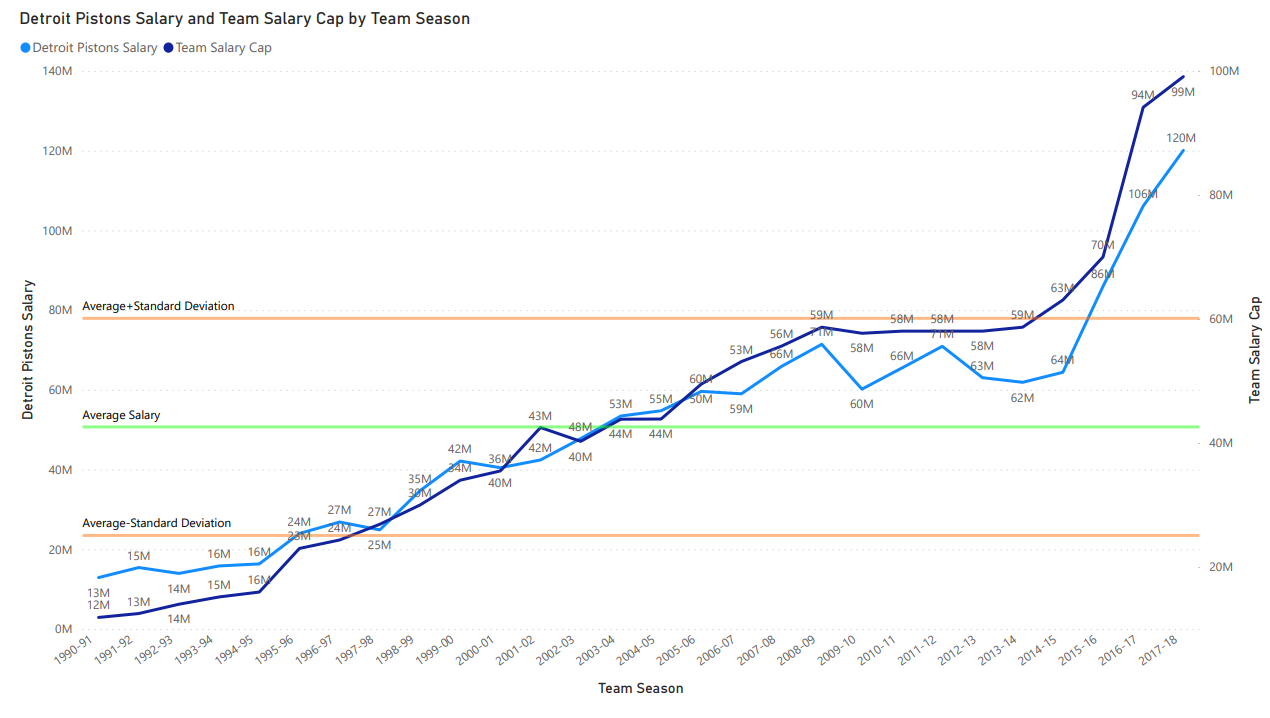 Detroit Pistons Salary and Team Salary Cap by Team Season
Detroit Pistons Salary Team Salary Cap
140M
120M
100M
80M
60M
40M
20M
0M
Detroit Pistons Salary
100M
80M
60M
40M
20M
Team Salary Cap
Average+Standard Deviation
Average Salary
Average-Standard Deviation
13M
15M
14M
16M
16M
24M
27M
25M
35M
42M
40M
42M
48M
53M
55M
60M
59M
66M
71M
60M
66M
71M
63M
62M
64M
86M
106M
120M
12M
13M
14M
15M
16M
23M
24M
27M
30M
34M
36M
43M
40M
44M
44M
50M
53M
56M
59M
58M
58M
58M
58M
59M
63M
70M
94M
99M
1990-91
1991-92
1992-93
1993-94
1994-95
1995-96
1996-97
1997-98
1998-99
1999-00
2000-01
2001-02
2002-03
2003-04
2004-05
2005-06
2006-07
2007-08
2008-09
2009-10
2010-11
2011-12
2012-13
2013-14
2014-15
2015-16
2016-17
2017-18
Team Season